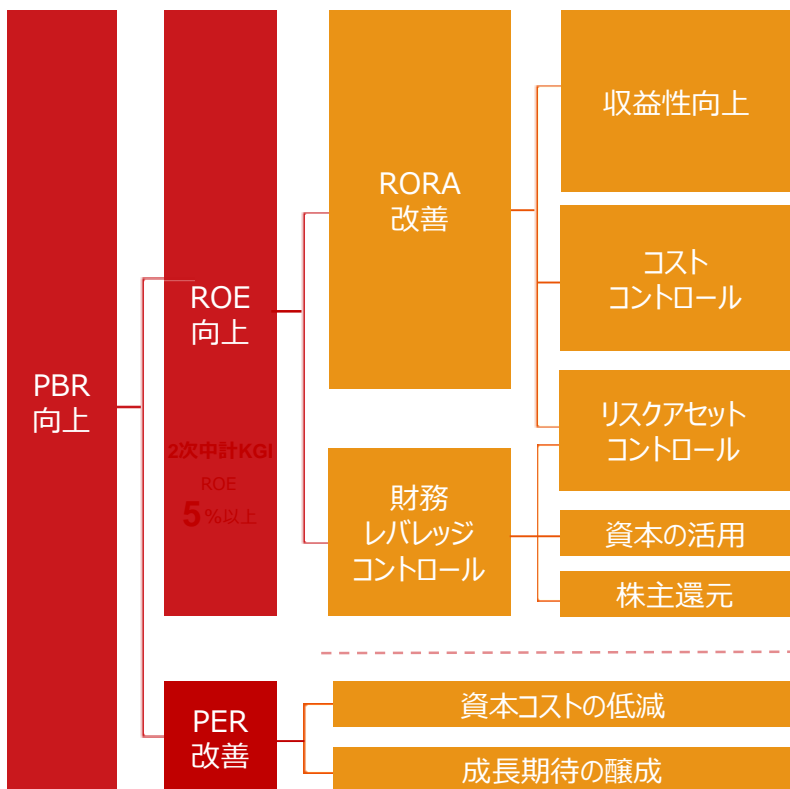 PBR
向上
ROE
向上
2次中計KGI
ROE
5%以上
RORA
改善
収益性向上
コスト
コントロール
リスクアセット
コントロール
財務
レバレッジ
コントロール
資本の活用
株主還元
PER
改善
資本コストの低減
成長期待の醸成